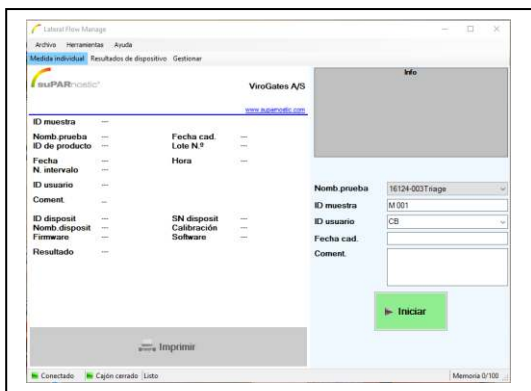 Lateral Flow Manage
Archivo Herramientas Ayuda
Medida individual Resultados de dispositivo Gestionar
suPARnostic®
ViroGates A/S
www.suparnostic.com
ID muestra ---
Nomb.prueba --- Fecha cad. ---
ID de producto --- Lote N.º ---
Fecha --- Hora ---
N. intervalo ---
ID usuario ---
Coment. --
ID disposit --- SN disposit ---
Nomb.disposit --- Calibración ---
Firmware --- Software ---
Resultado ---
Imprimir
Info
Nomb.prueba 16124-003Triage
ID muestra M 001
ID usuario CB
Fecha cad.
Coment.
Iniciar
Conectado Cajón cerrado Listo Memoria 0/100